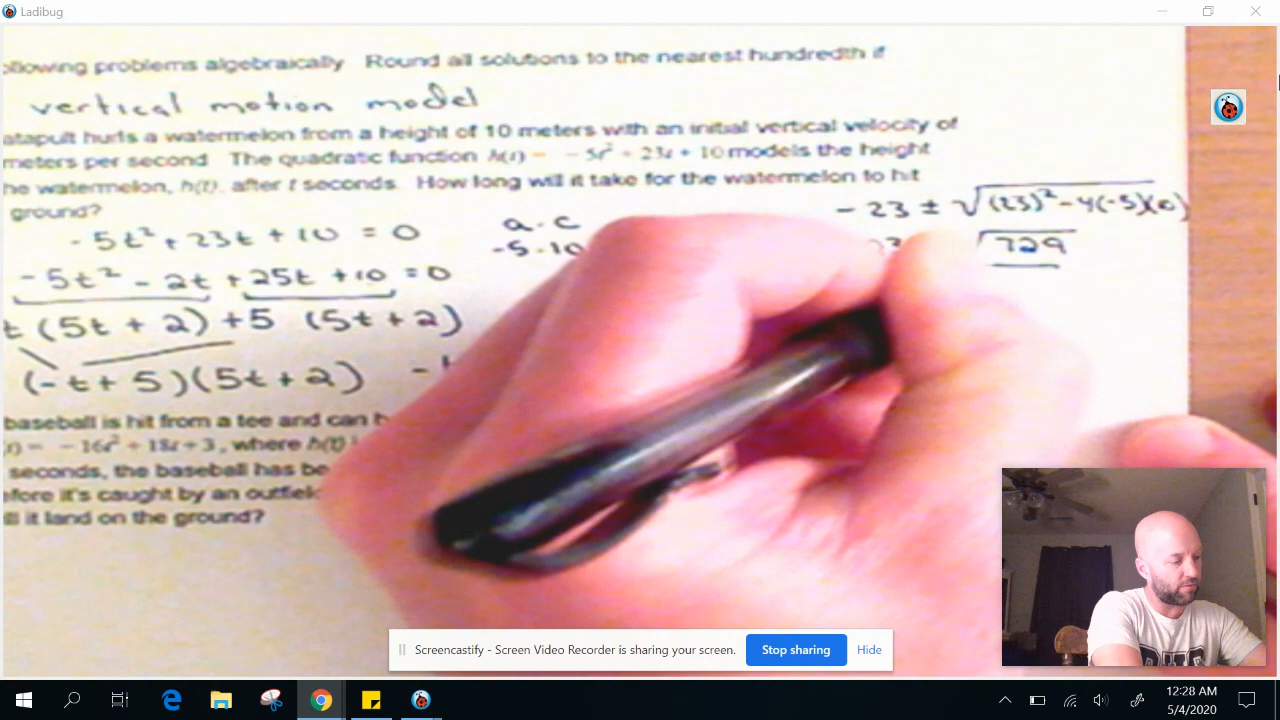 Ladibug
following problems algebraically. Round all solutions to the nearest hundredth if
vertical motion model
atapult hurls a watermelon from a height of 10 meters with an initial vertical velocity of
meters per second. The quadratic function h(t) = -5t² + 23t + 10 models the height
he watermelon, h(t), after t seconds. How long will it take for the watermelon to hit
ground?
-5t² + 23t + 10 = 0
a · c
-5 · 10
-23 ± √(23)² - 4(-5)(0)
√729
-5t² - 2t + 25t + 10 = 0
t (5t + 2) + 5 (5t + 2)
(-t + 5)(5t + 2)
baseball is hit from a tee and can b
t) = -16t² + 18t + 3, where h(t)
seconds, the baseball has be
efore it's caught by an outfield
ll it land on the ground?
Screencastify - Screen Video Recorder is sharing your screen.
Stop sharing
Hide
12:28 AM
5/4/2020